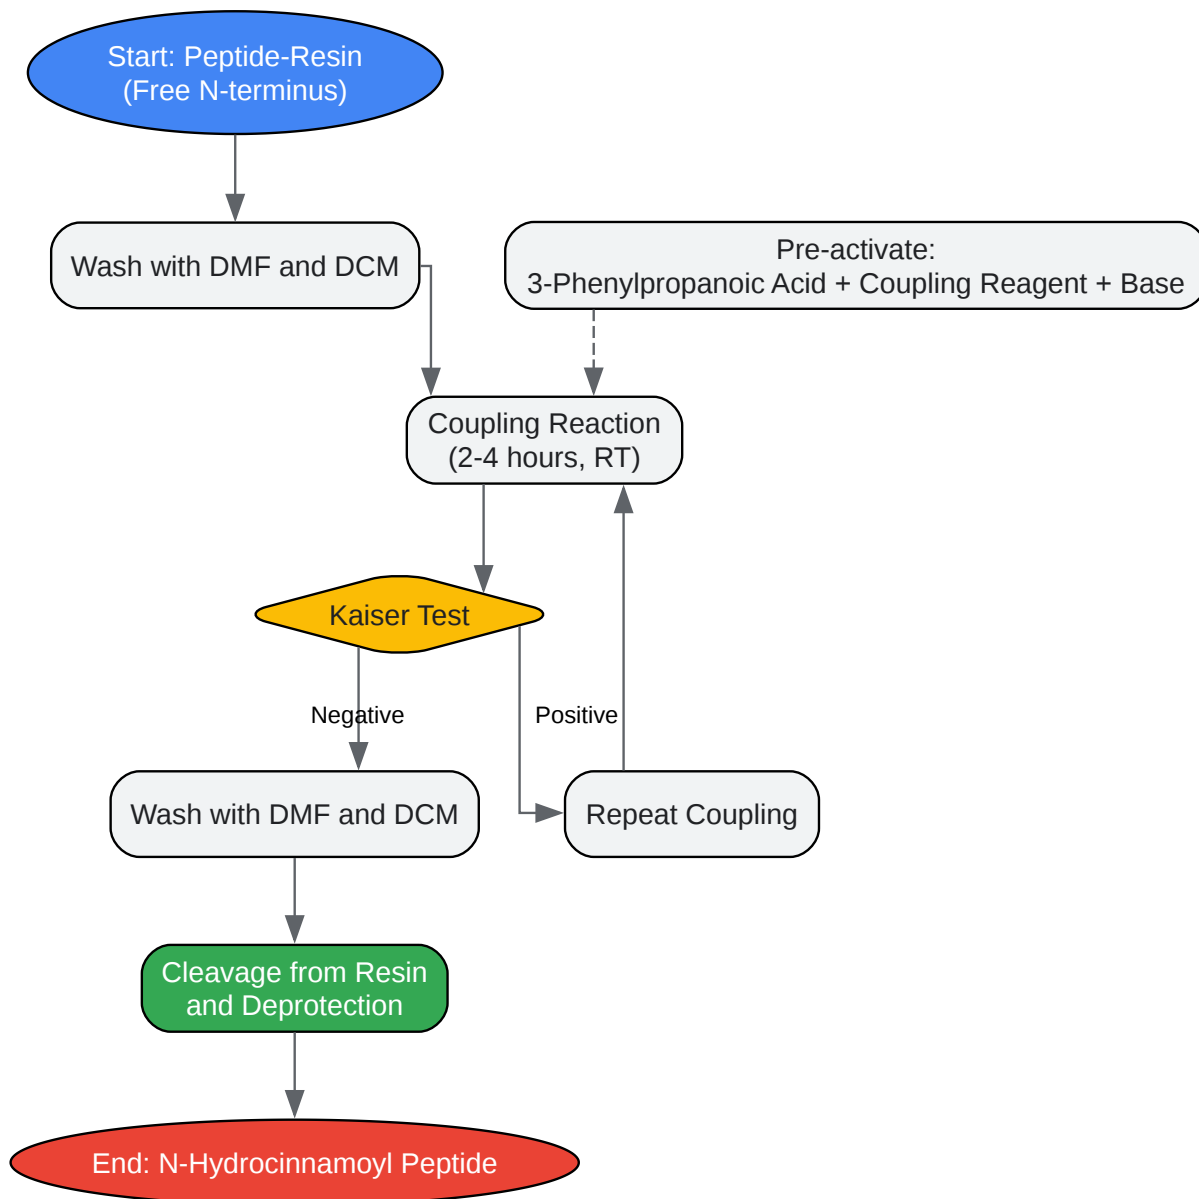 Start: Peptide-Resin
(Free N-terminus)
Wash with DMF and DCM
Pre-activate:
3-Phenylpropanoic Acid + Coupling Reagent + Base
Coupling Reaction
(2-4 hours, RT)
Kaiser Test
Negative
Positive
Wash with DMF and DCM
Repeat Coupling
Cleavage from Resin
and Deprotection
End: N-Hydrocinnamoyl Peptide